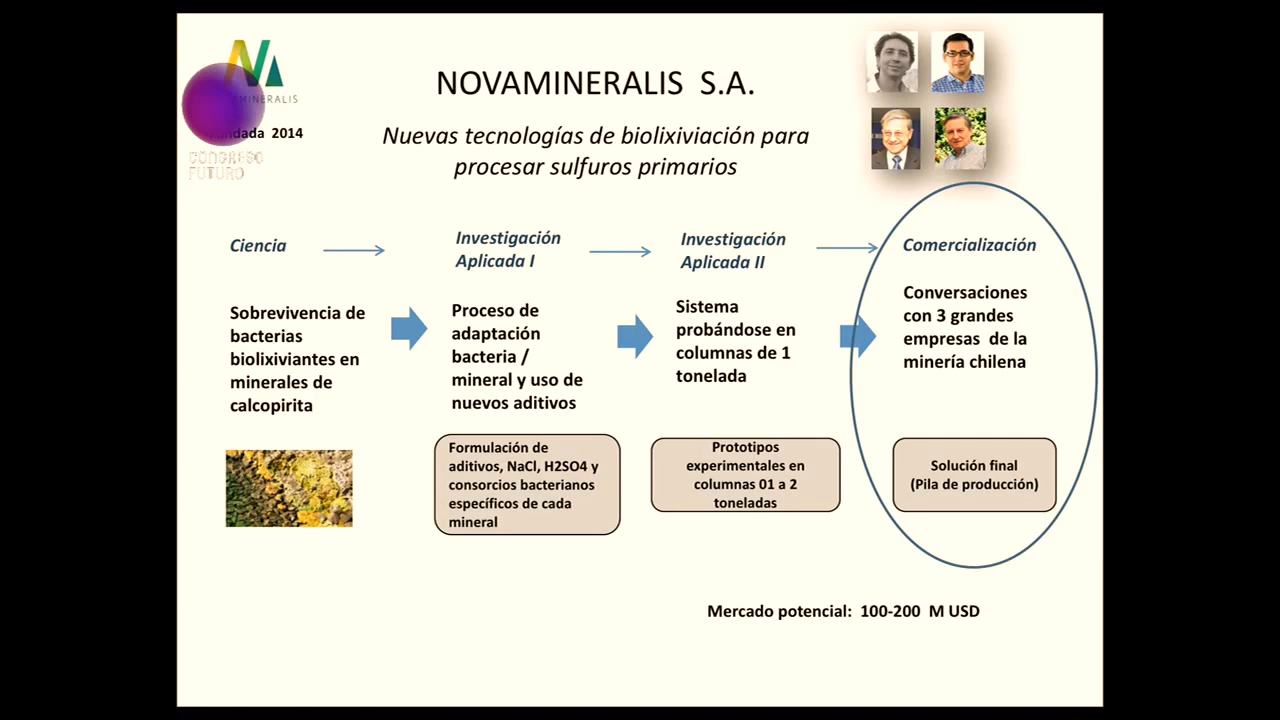 MINERALIS
2014
CONGRESO
FUTURO
NOVAMINERALIS S.A.
Nuevas tecnologías de biolixiviación para
procesar sulfuros primarios
Ciencia
Sobrevivencia de
bacterias
biolixiviantes en
minerales de
calcopirita
Investigación
Aplicada I
Proceso de
adaptación
bacteria /
mineral y uso de
nuevos aditivos
Formulación de
aditivos, NaCl, H2SO4 y
consorcios bacterianos
específicos de cada
mineral
Investigación
Aplicada II
Sistema
probándose en
columnas de 1
tonelada
Prototipos
experimentales en
columnas 01 a 2
toneladas
Comercialización
Conversaciones
con 3 grandes
empresas de la
minería chilena
Solución final
(Pila de producción)
Mercado potencial: 100-200 M USD